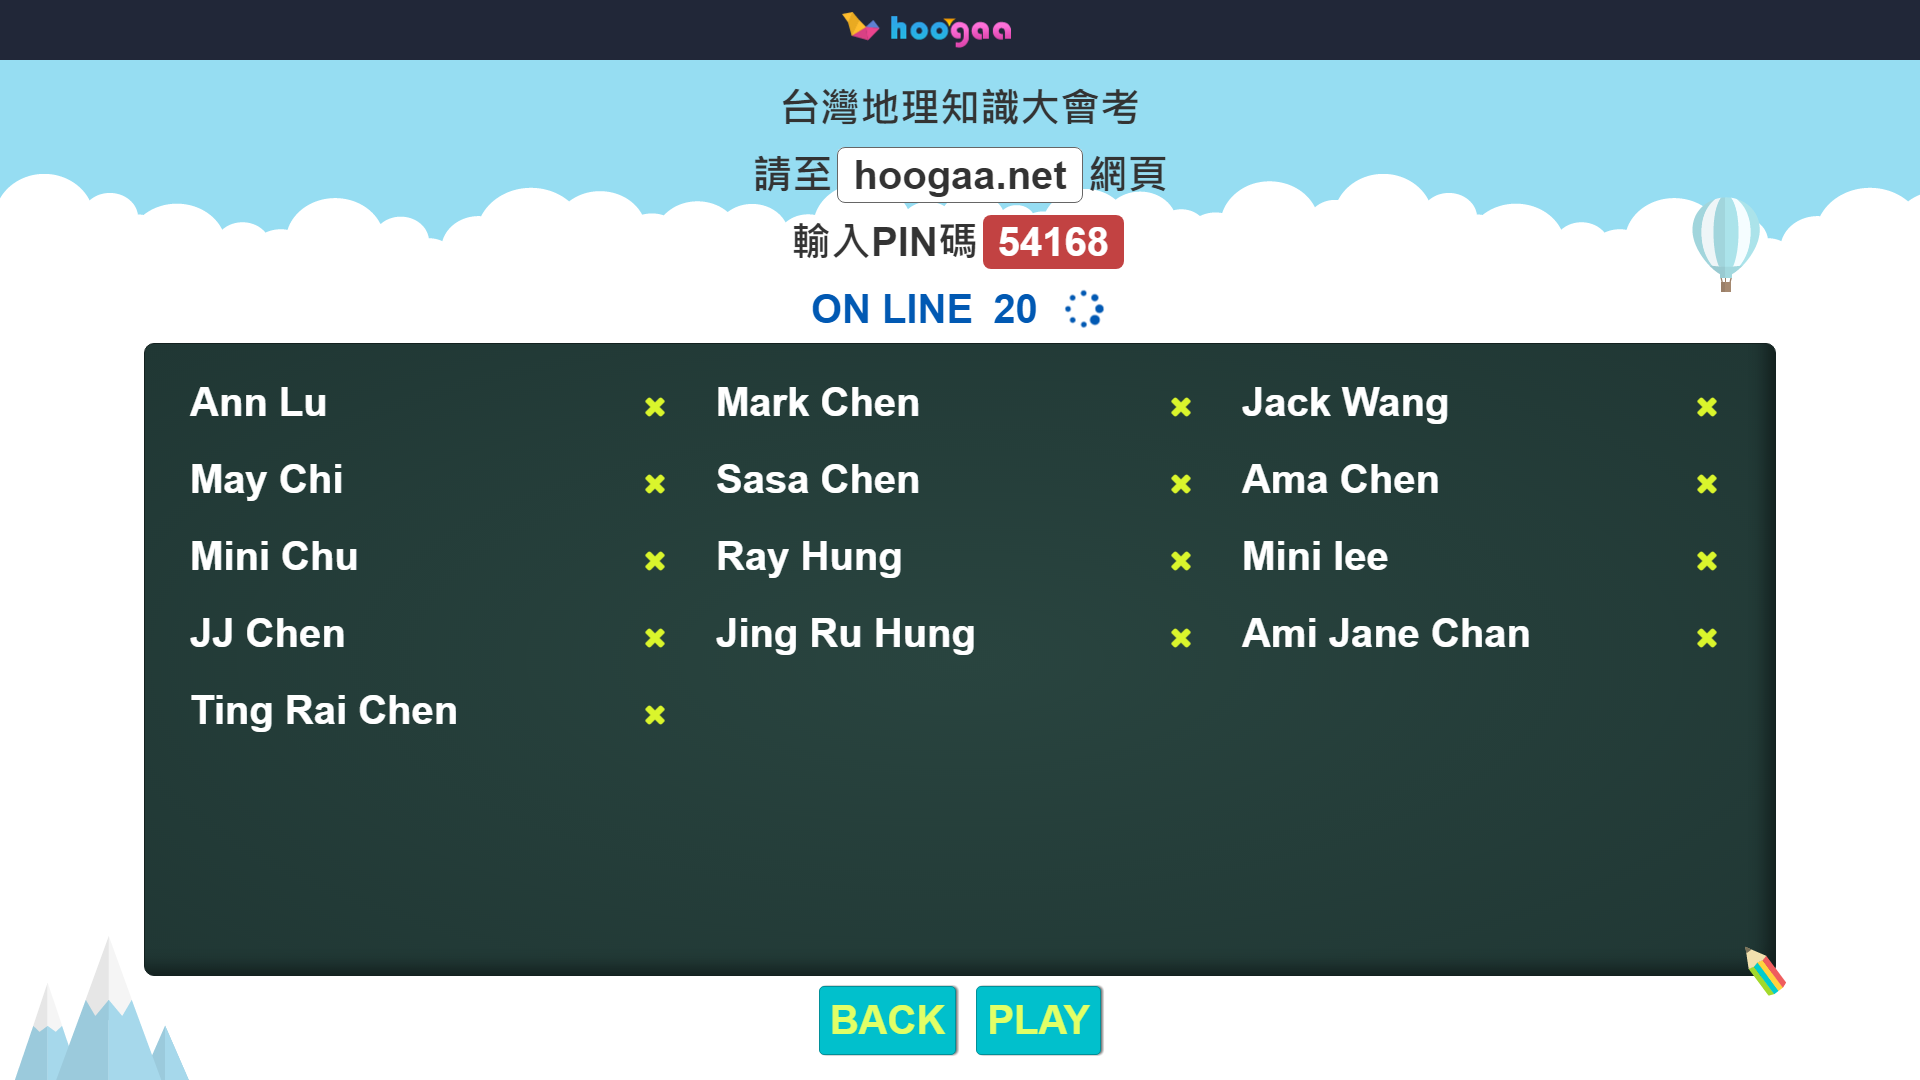 hoogaa
台灣地理知識大會考
請至 hoogaa.net 網頁
輸入PIN碼 54168
ON LINE 20
Ann Lu Mark Chen Jack Wang
May Chi Sasa Chen Ama Chen
Mini Chu Ray Hung Mini lee
JJ Chen Jing Ru Hung Ami Jane Chan
Ting Rai Chen
BACK PLAY